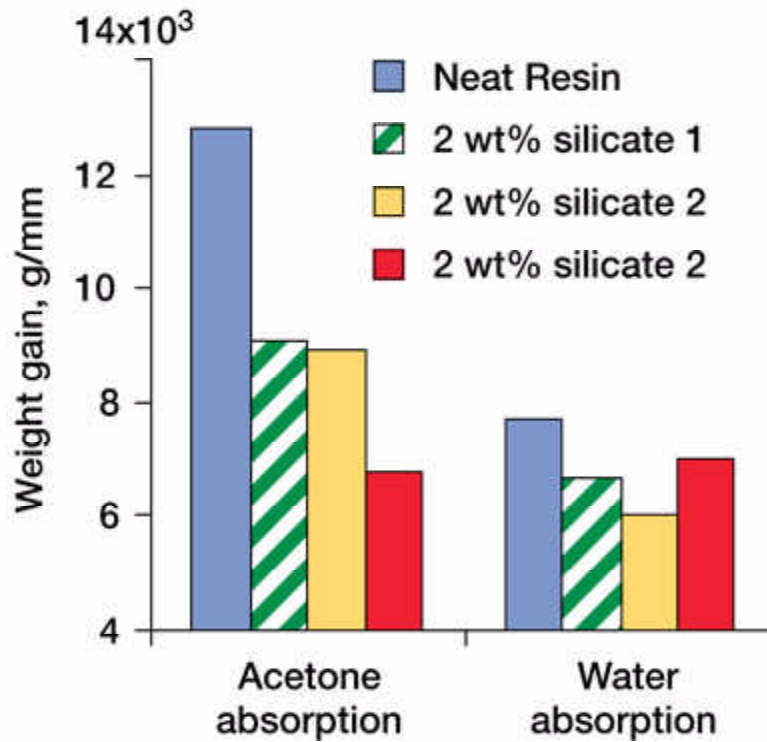 14x10³
12
10
8
6
4
Weight gain, g/mm
Neat Resin
2 wt% silicate 1
2 wt% silicate 2
2 wt% silicate 2
Acetone
absorption
Water
absorption